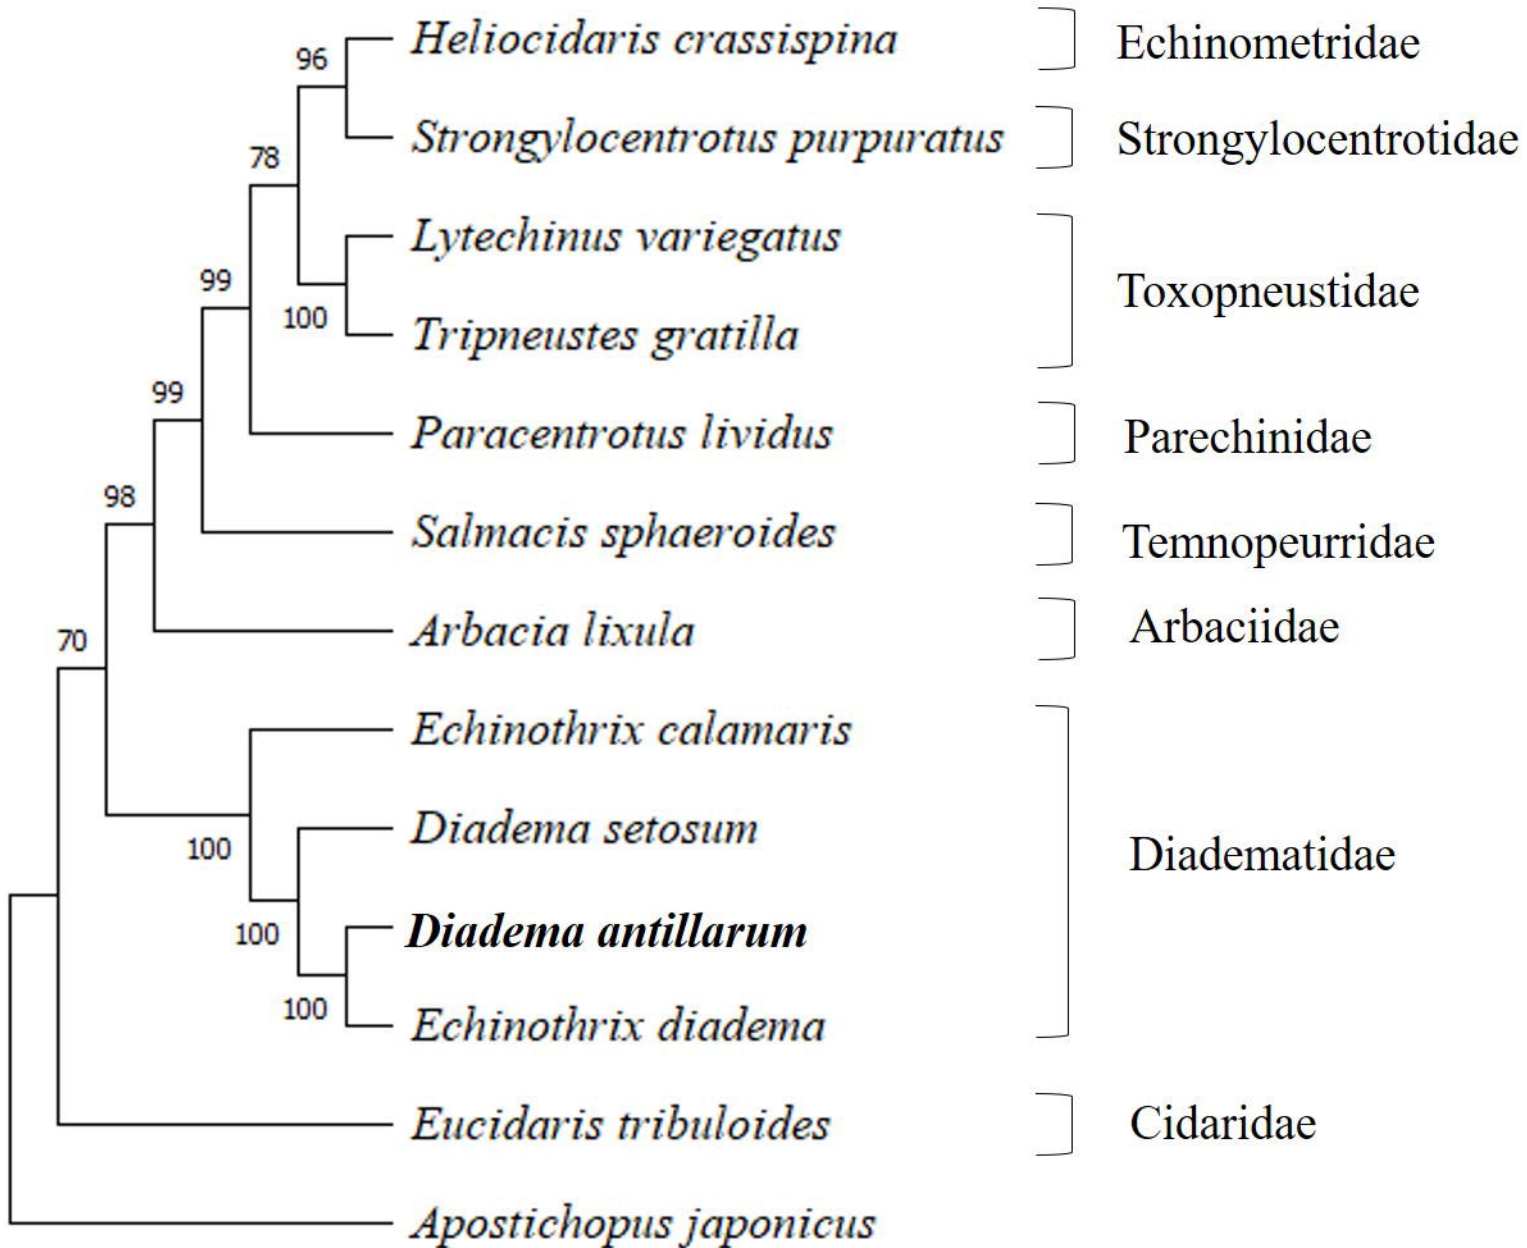 Heliocidaris crassispina
Echinometridae
96
Strongylocentrotus purpuratus
Strongylocentrotidae
78
Lytechinus variegatus
99
Toxopneustidae
100
Tripneustes gratilla
99
Paracentrotus lividus
Parechinidae
98
Salmacis sphaeroides
Temnopeurridae
70
Arbacia lixula
Arbaciidae
Echinothrix calamaris
Diadema setosum
100
Diadematidae
Diadema antillarum
100
100
Echinothrix diadema
Eucidaris tribuloides
Cidaridae
Apostichopus japonicus